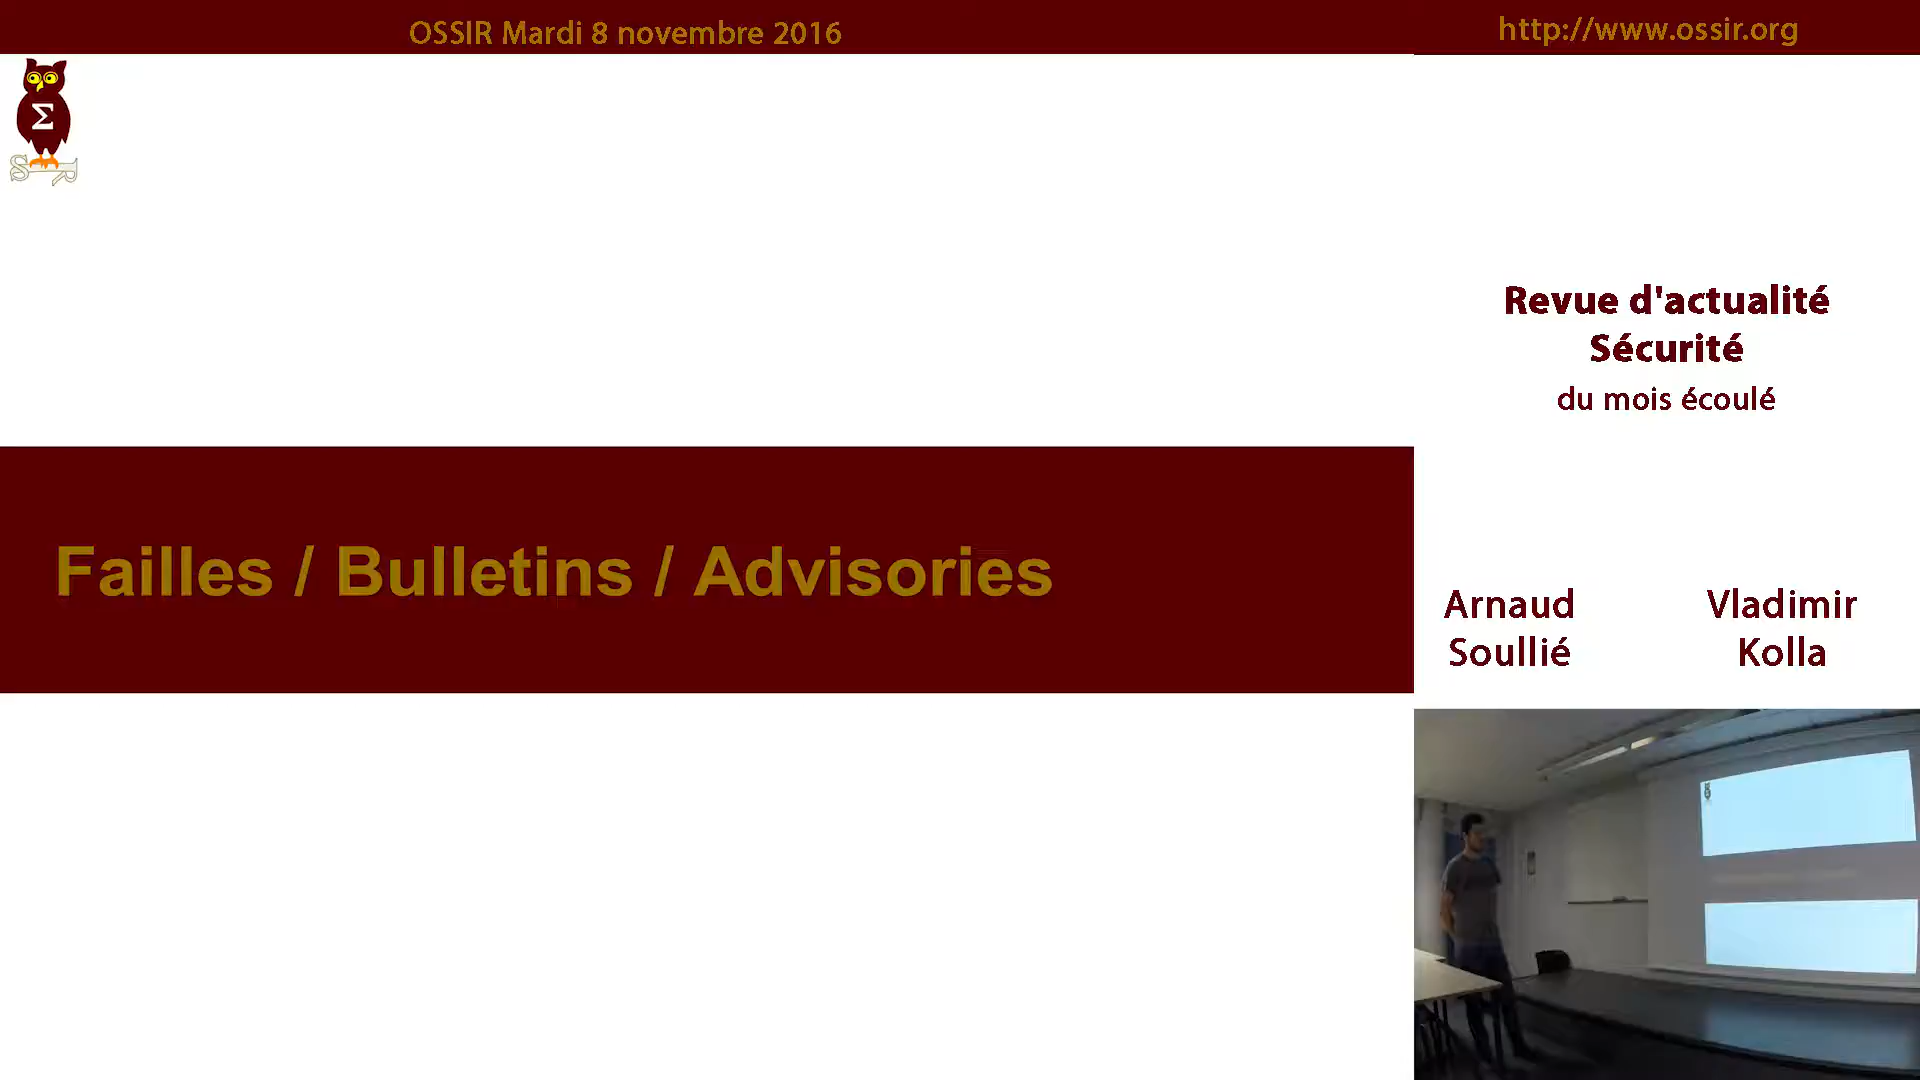 OSSIR Mardi 8 novembre 2016
http://www.ossir.org
Σ
S R
Revue d'actualité
Sécurité
du mois écoulé
Failles / Bulletins / Advisories
Arnaud
Soullié
Vladimir
Kolla